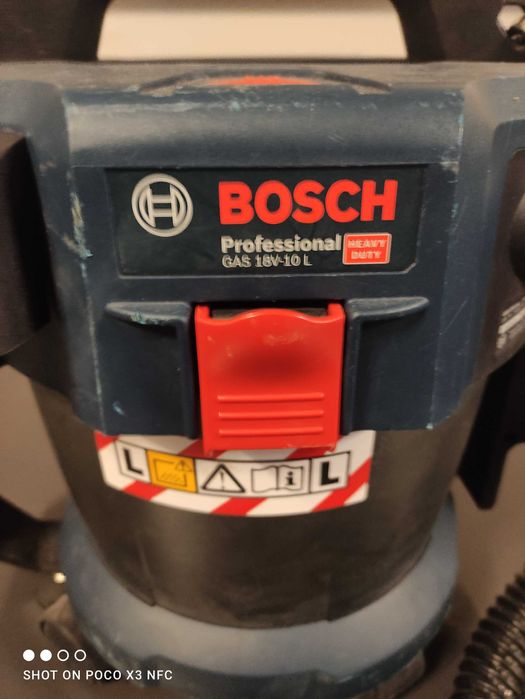 BOSCH
Professional HEAVY DUTY
GAS 18V-10 L
L i L
SHOT ON POCO X3 NFC